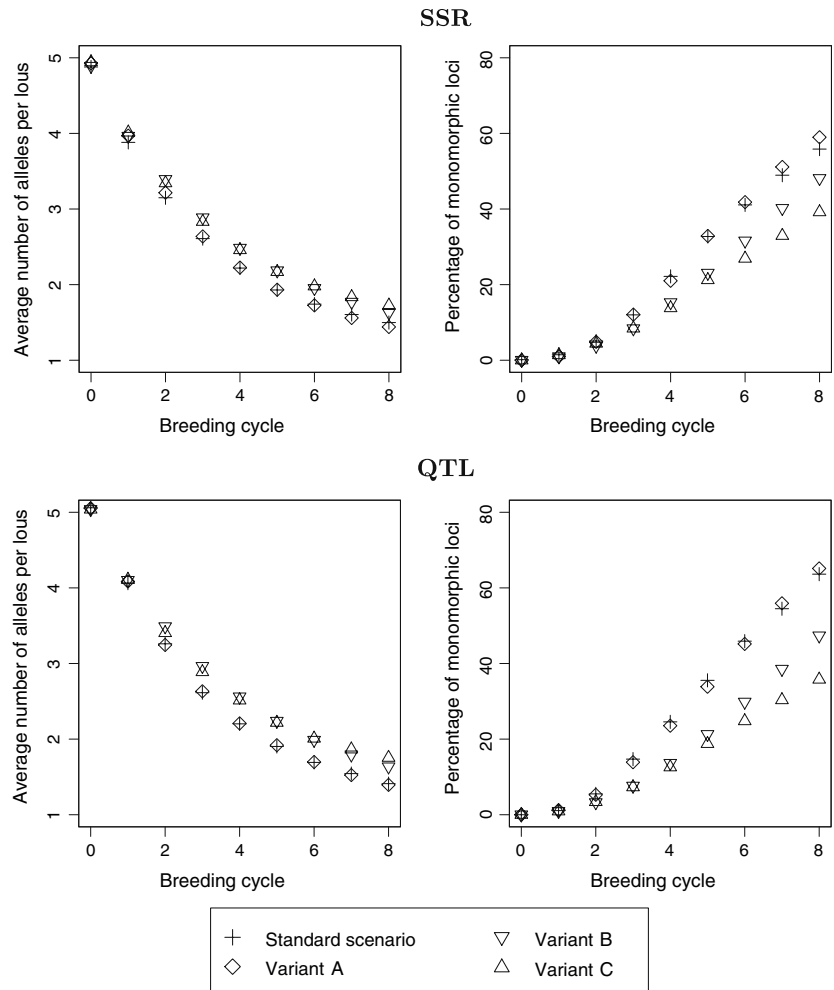 SSR
Average number of alleles per lous
5
4
3
2
1
0 2 4 6 8
Breeding cycle
Percentage of monomorphic loci
80
60
40
20
0
0 2 4 6 8
Breeding cycle
QTL
Average number of alleles per lous
5
4
3
2
1
0 2 4 6 8
Breeding cycle
Percentage of monomorphic loci
80
60
40
20
0
0 2 4 6 8
Breeding cycle
Standard scenario
Variant A
Variant B
Variant C